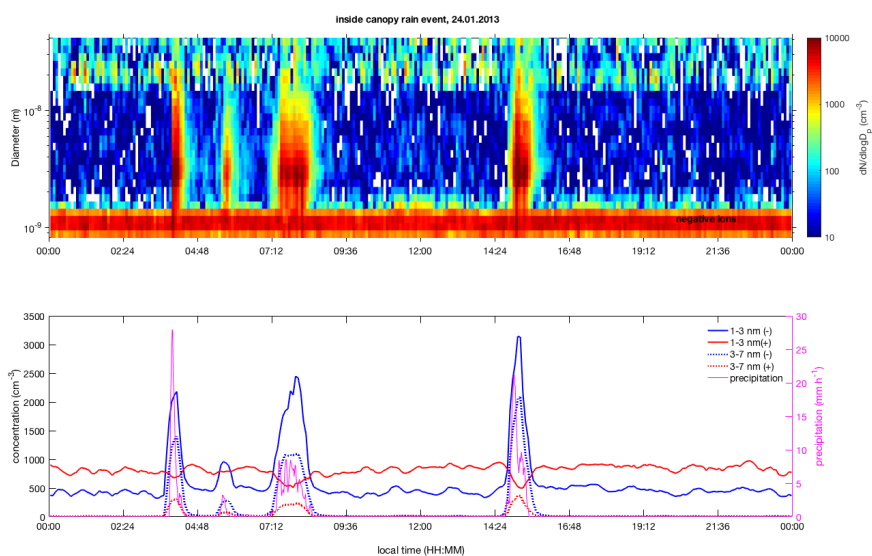 inside canopy rain event, 24.01.2013
Diameter (m)
10^-8
10^-9
negative ions
00:00 02:24 04:48 07:12 09:36 12:00 14:24 16:48 19:12 21:36 00:00
10000
1000
100
10
dN/dlogD_p (cm^-3)
concentration (cm^-3)
3500
3000
2500
2000
1500
1000
500
0
1-3 nm (-)
1-3 nm(+)
3-7 nm (-)
3-7 nm (+)
precipitation
30
25
20
15
10
5
0
precipitation (mm h^-1)
00:00 02:24 04:48 07:12 09:36 12:00 14:24 16:48 19:12 21:36 00:00
local time (HH:MM)